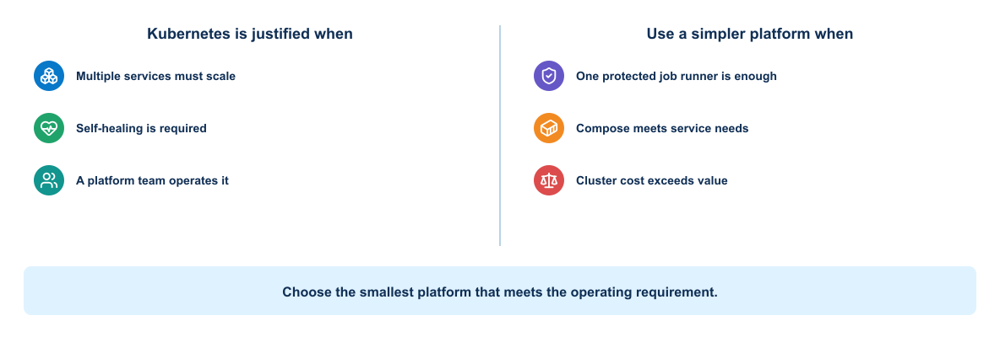 Kubernetes is justified when
Multiple services must scale
Self-healing is required
A platform team operates it
Use a simpler platform when
One protected job runner is enough
Compose meets service needs
Cluster cost exceeds value
Choose the smallest platform that meets the operating requirement.